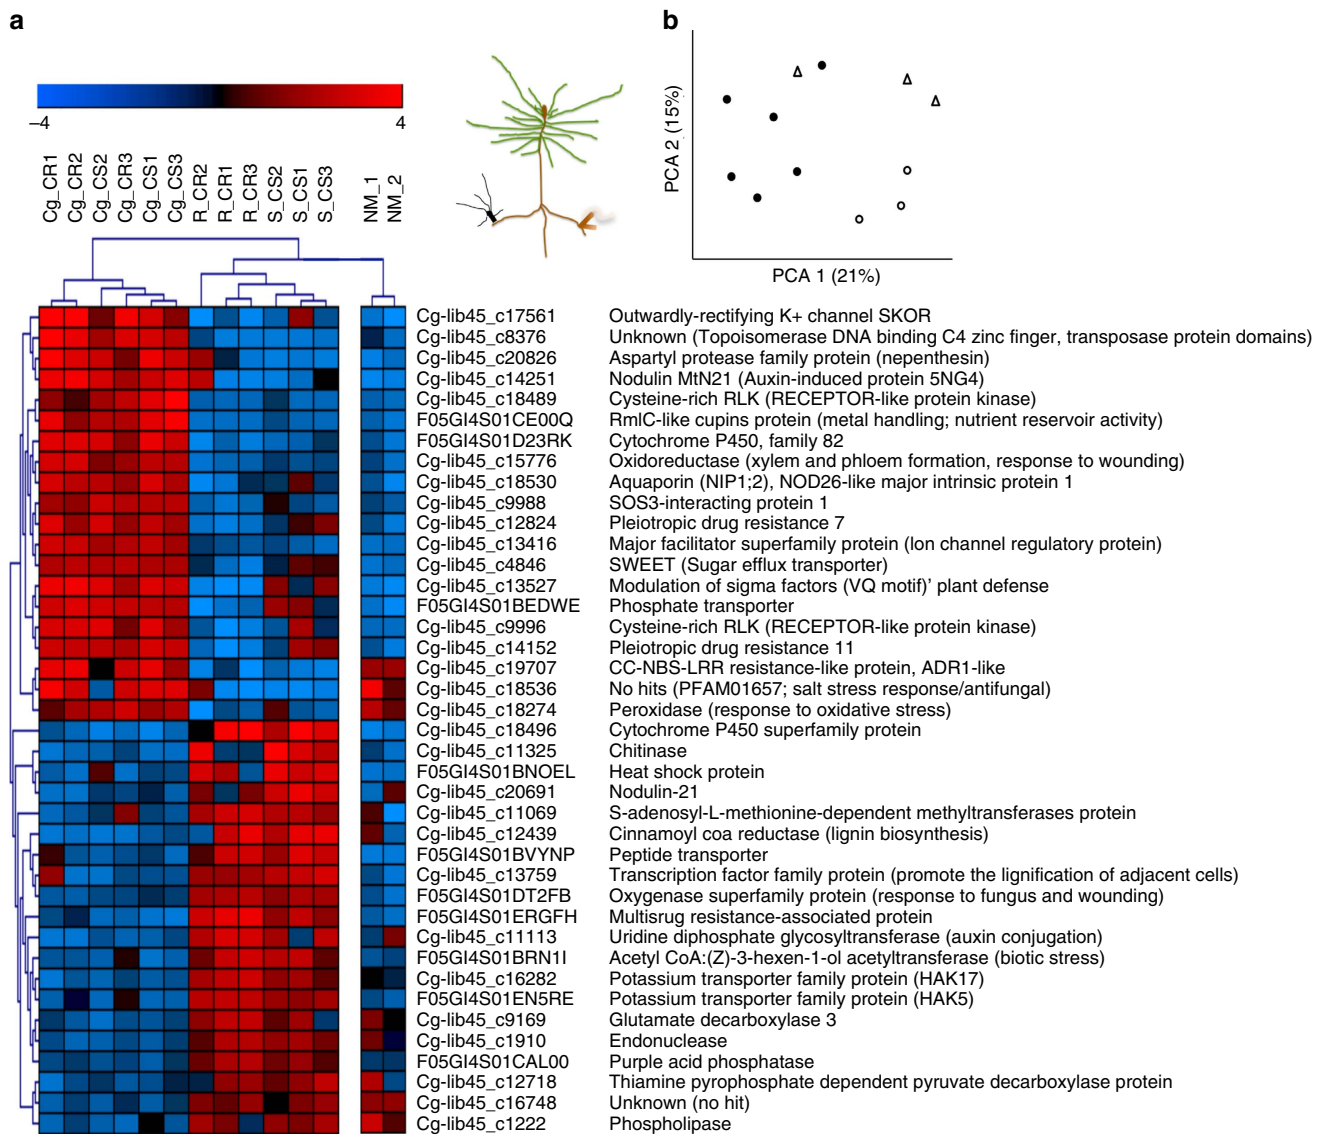 a
b
−4
4
Cg_CR1
Cg_CR2
Cg_CS2
Cg_CR3
Cg_CS1
Cg_CS3
R_CR2
R_CR1
R_CR3
S_CS2
S_CS1
S_CS3
NM_1
NM_2
PCA 2 (15%)
PCA 1 (21%)
Cg-lib45_c17561 Outwardly-rectifying K+ channel SKOR
Cg-lib45_c8376 Unknown (Topoisomerase DNA binding C4 zinc finger, transposase protein domains)
Cg-lib45_c20826 Aspartyl protease family protein (nepenthesin)
Cg-lib45_c14251 Nodulin MtN21 (Auxin-induced protein 5NG4)
Cg-lib45_c18489 Cysteine-rich RLK (RECEPTOR-like protein kinase)
F05GI4S01CE00Q RmlC-like cupins protein (metal handling; nutrient reservoir activity)
F05GI4S01D23RK Cytochrome P450, family 82
Cg-lib45_c15776 Oxidoreductase (xylem and phloem formation, response to wounding)
Cg-lib45_c18530 Aquaporin (NIP1;2), NOD26-like major intrinsic protein 1
Cg-lib45_c9988 SOS3-interacting protein 1
Cg-lib45_c12824 Pleiotropic drug resistance 7
Cg-lib45_c13416 Major facilitator superfamily protein (Ion channel regulatory protein)
Cg-lib45_c4846 SWEET (Sugar efflux transporter)
Cg-lib45_c13527 Modulation of sigma factors (VQ motif)’ plant defense
F05GI4S01BEDWE Phosphate transporter
Cg-lib45_c9996 Cysteine-rich RLK (RECEPTOR-like protein kinase)
Cg-lib45_c14152 Pleiotropic drug resistance 11
Cg-lib45_c19707 CC-NBS-LRR resistance-like protein, ADR1-like
Cg-lib45_c18536 No hits (PFAM01657; salt stress response/antifungal)
Cg-lib45_c18274 Peroxidase (response to oxidative stress)
Cg-lib45_c18496 Cytochrome P450 superfamily protein
Cg-lib45_c11325 Chitinase
F05GI4S01BNOEL Heat shock protein
Cg-lib45_c20691 Nodulin-21
Cg-lib45_c11069 S-adenosyl-L-methionine-dependent methyltransferases protein
Cg-lib45_c12439 Cinnamoyl coa reductase (lignin biosynthesis)
F05GI4S01BVYNP Peptide transporter
Cg-lib45_c13759 Transcription factor family protein (promote the lignification of adjacent cells)
F05GI4S01DT2FB Oxygenase superfamily protein (response to fungus and wounding)
F05GI4S01ERGFH Multisrug resistance-associated protein
Cg-lib45_c11113 Uridine diphosphate glycosyltransferase (auxin conjugation)
F05GI4S01BRN1I Acetyl CoA:(Z)-3-hexen-1-ol acetyltransferase (biotic stress)
Cg-lib45_c16282 Potassium transporter family protein (HAK17)
F05GI4S01EN5RE Potassium transporter family protein (HAK5)
Cg-lib45_c9169 Glutamate decarboxylase 3
Cg-lib45_c1910 Endonuclease
F05GI4S01CAL00 Purple acid phosphatase
Cg-lib45_c12718 Thiamine pyrophosphate dependent pyruvate decarboxylase protein
Cg-lib45_c16748 Unknown (no hit)
Cg-lib45_c1222 Phospholipase